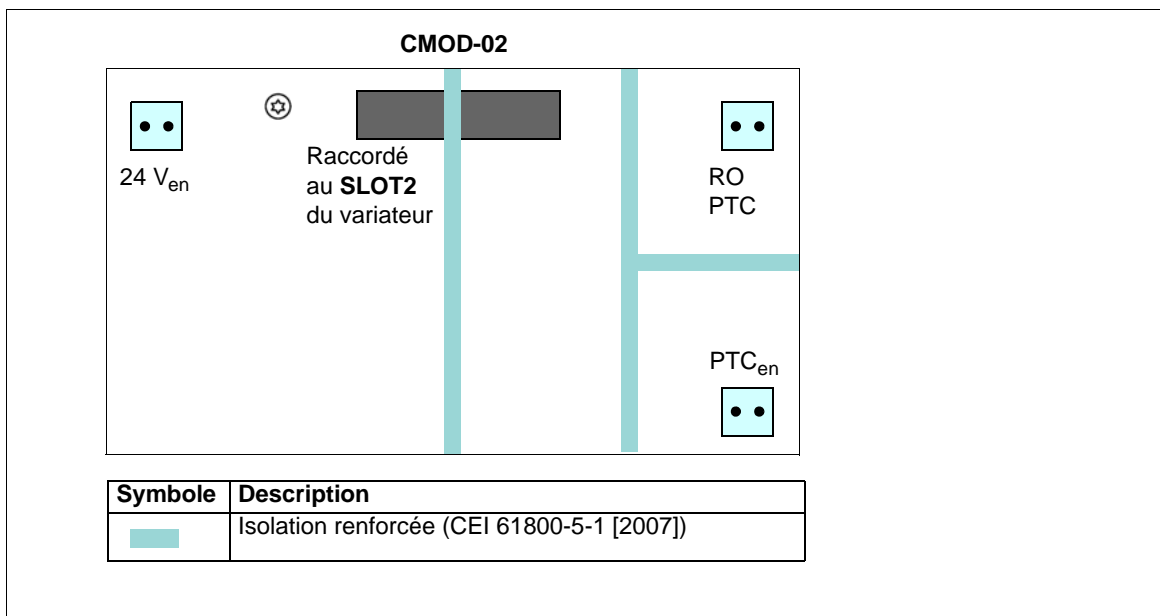 CMOD-02
24 Ven
Raccordé
au SLOT2
du variateur
RO
PTC
PTCen
Symbole Description
Isolation renforcée (CEI 61800-5-1 [2007])